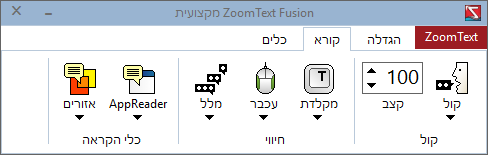 ZoomText Fusion מקצועית
ZoomText הגדלה קורא כלים
100
קול קצב מקלדת עכבר מלל AppReader אזורים
קול חיווי כלי הקראה